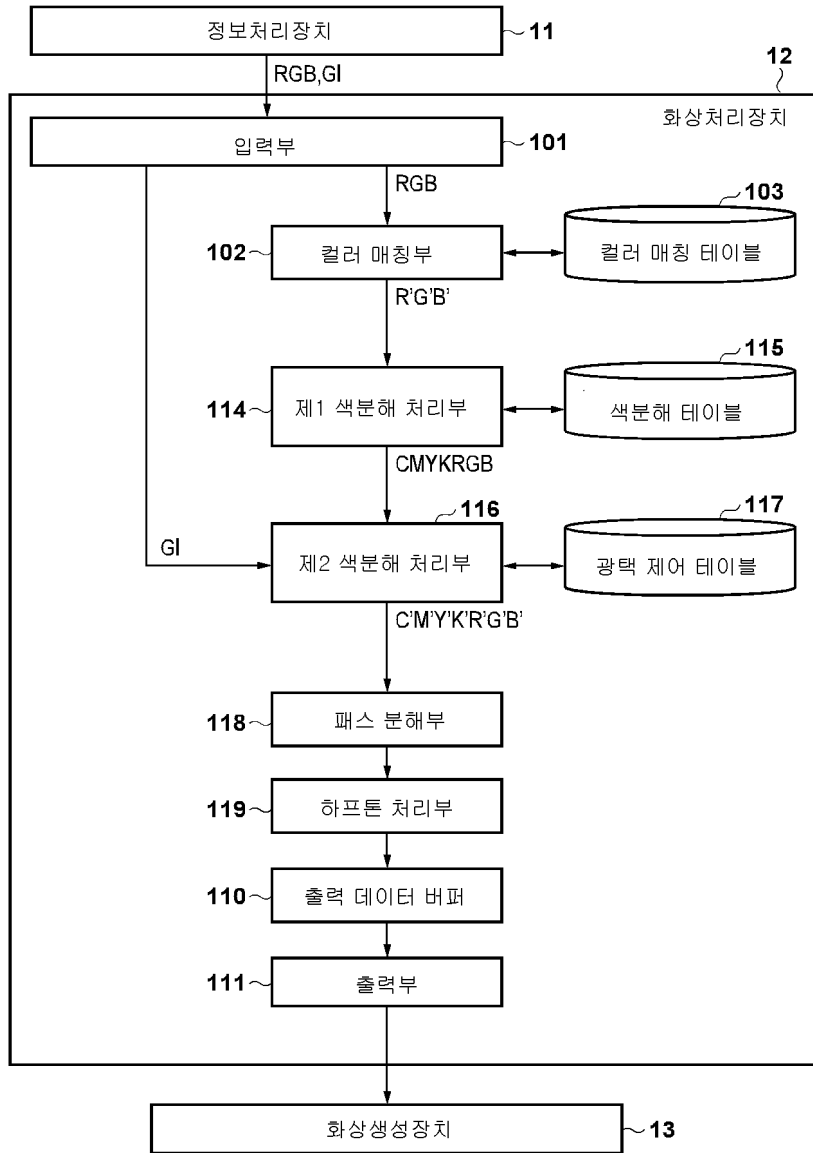 정보처리장치 11
RGB,Gl
12
화상처리장치
입력부 101
RGB
103
102 컬러 매칭부 컬러 매칭 테이블
R'G'B'
115
114 제1 색분해 처리부 색분해 테이블
CMYKRGB
116 117
Gl 제2 색분해 처리부 광택 제어 테이블
C'M'Y'K'R'G'B'
118 패스 분해부
119 하프톤 처리부
110 출력 데이터 버퍼
111 출력부
화상생성장치 13